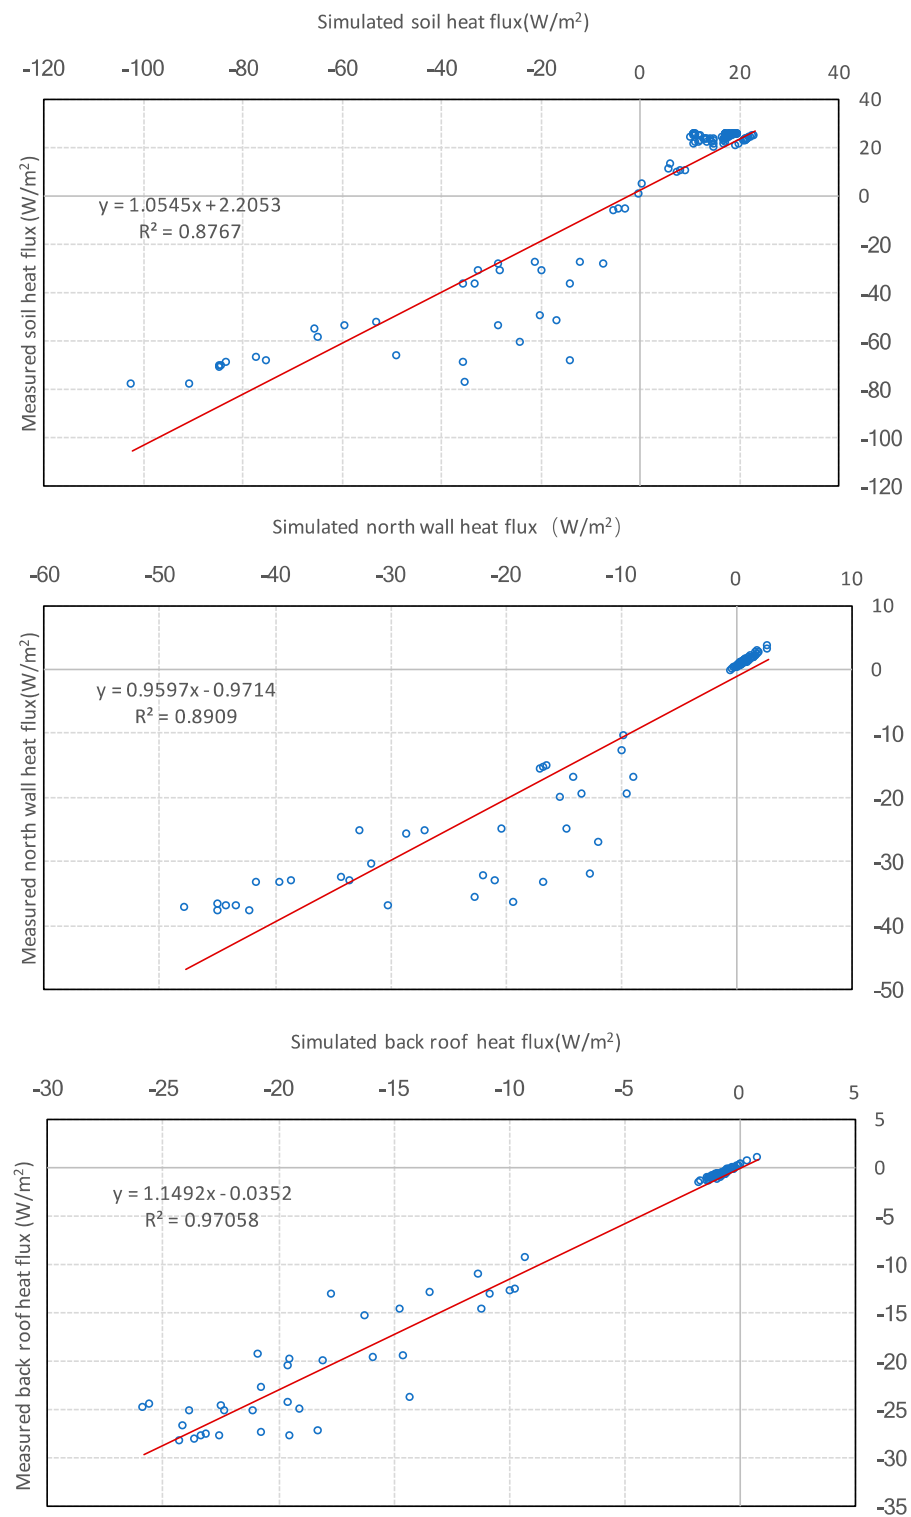 Simulated soil heat flux(W/m²)
-120 -100 -80 -60 -40 -20 0 20 40
40
20
0
-20
-40
-60
-80
-100
-120
Measured soil heat flux (W/m²)
y = 1.0545x + 2.2053
R² = 0.8767
Simulated north wall heat flux （W/m²）
-60 -50 -40 -30 -20 -10 0 10
10
0
-10
-20
-30
-40
-50
Measured north wall heat flux(W/m²)
y = 0.9597x - 0.9714
R² = 0.8909
Simulated back roof heat flux(W/m²)
-30 -25 -20 -15 -10 -5 0 5
5
0
-5
-10
-15
-20
-25
-30
-35
Measured back roof heat flux (W/m²)
y = 1.1492x - 0.0352
R² = 0.97058